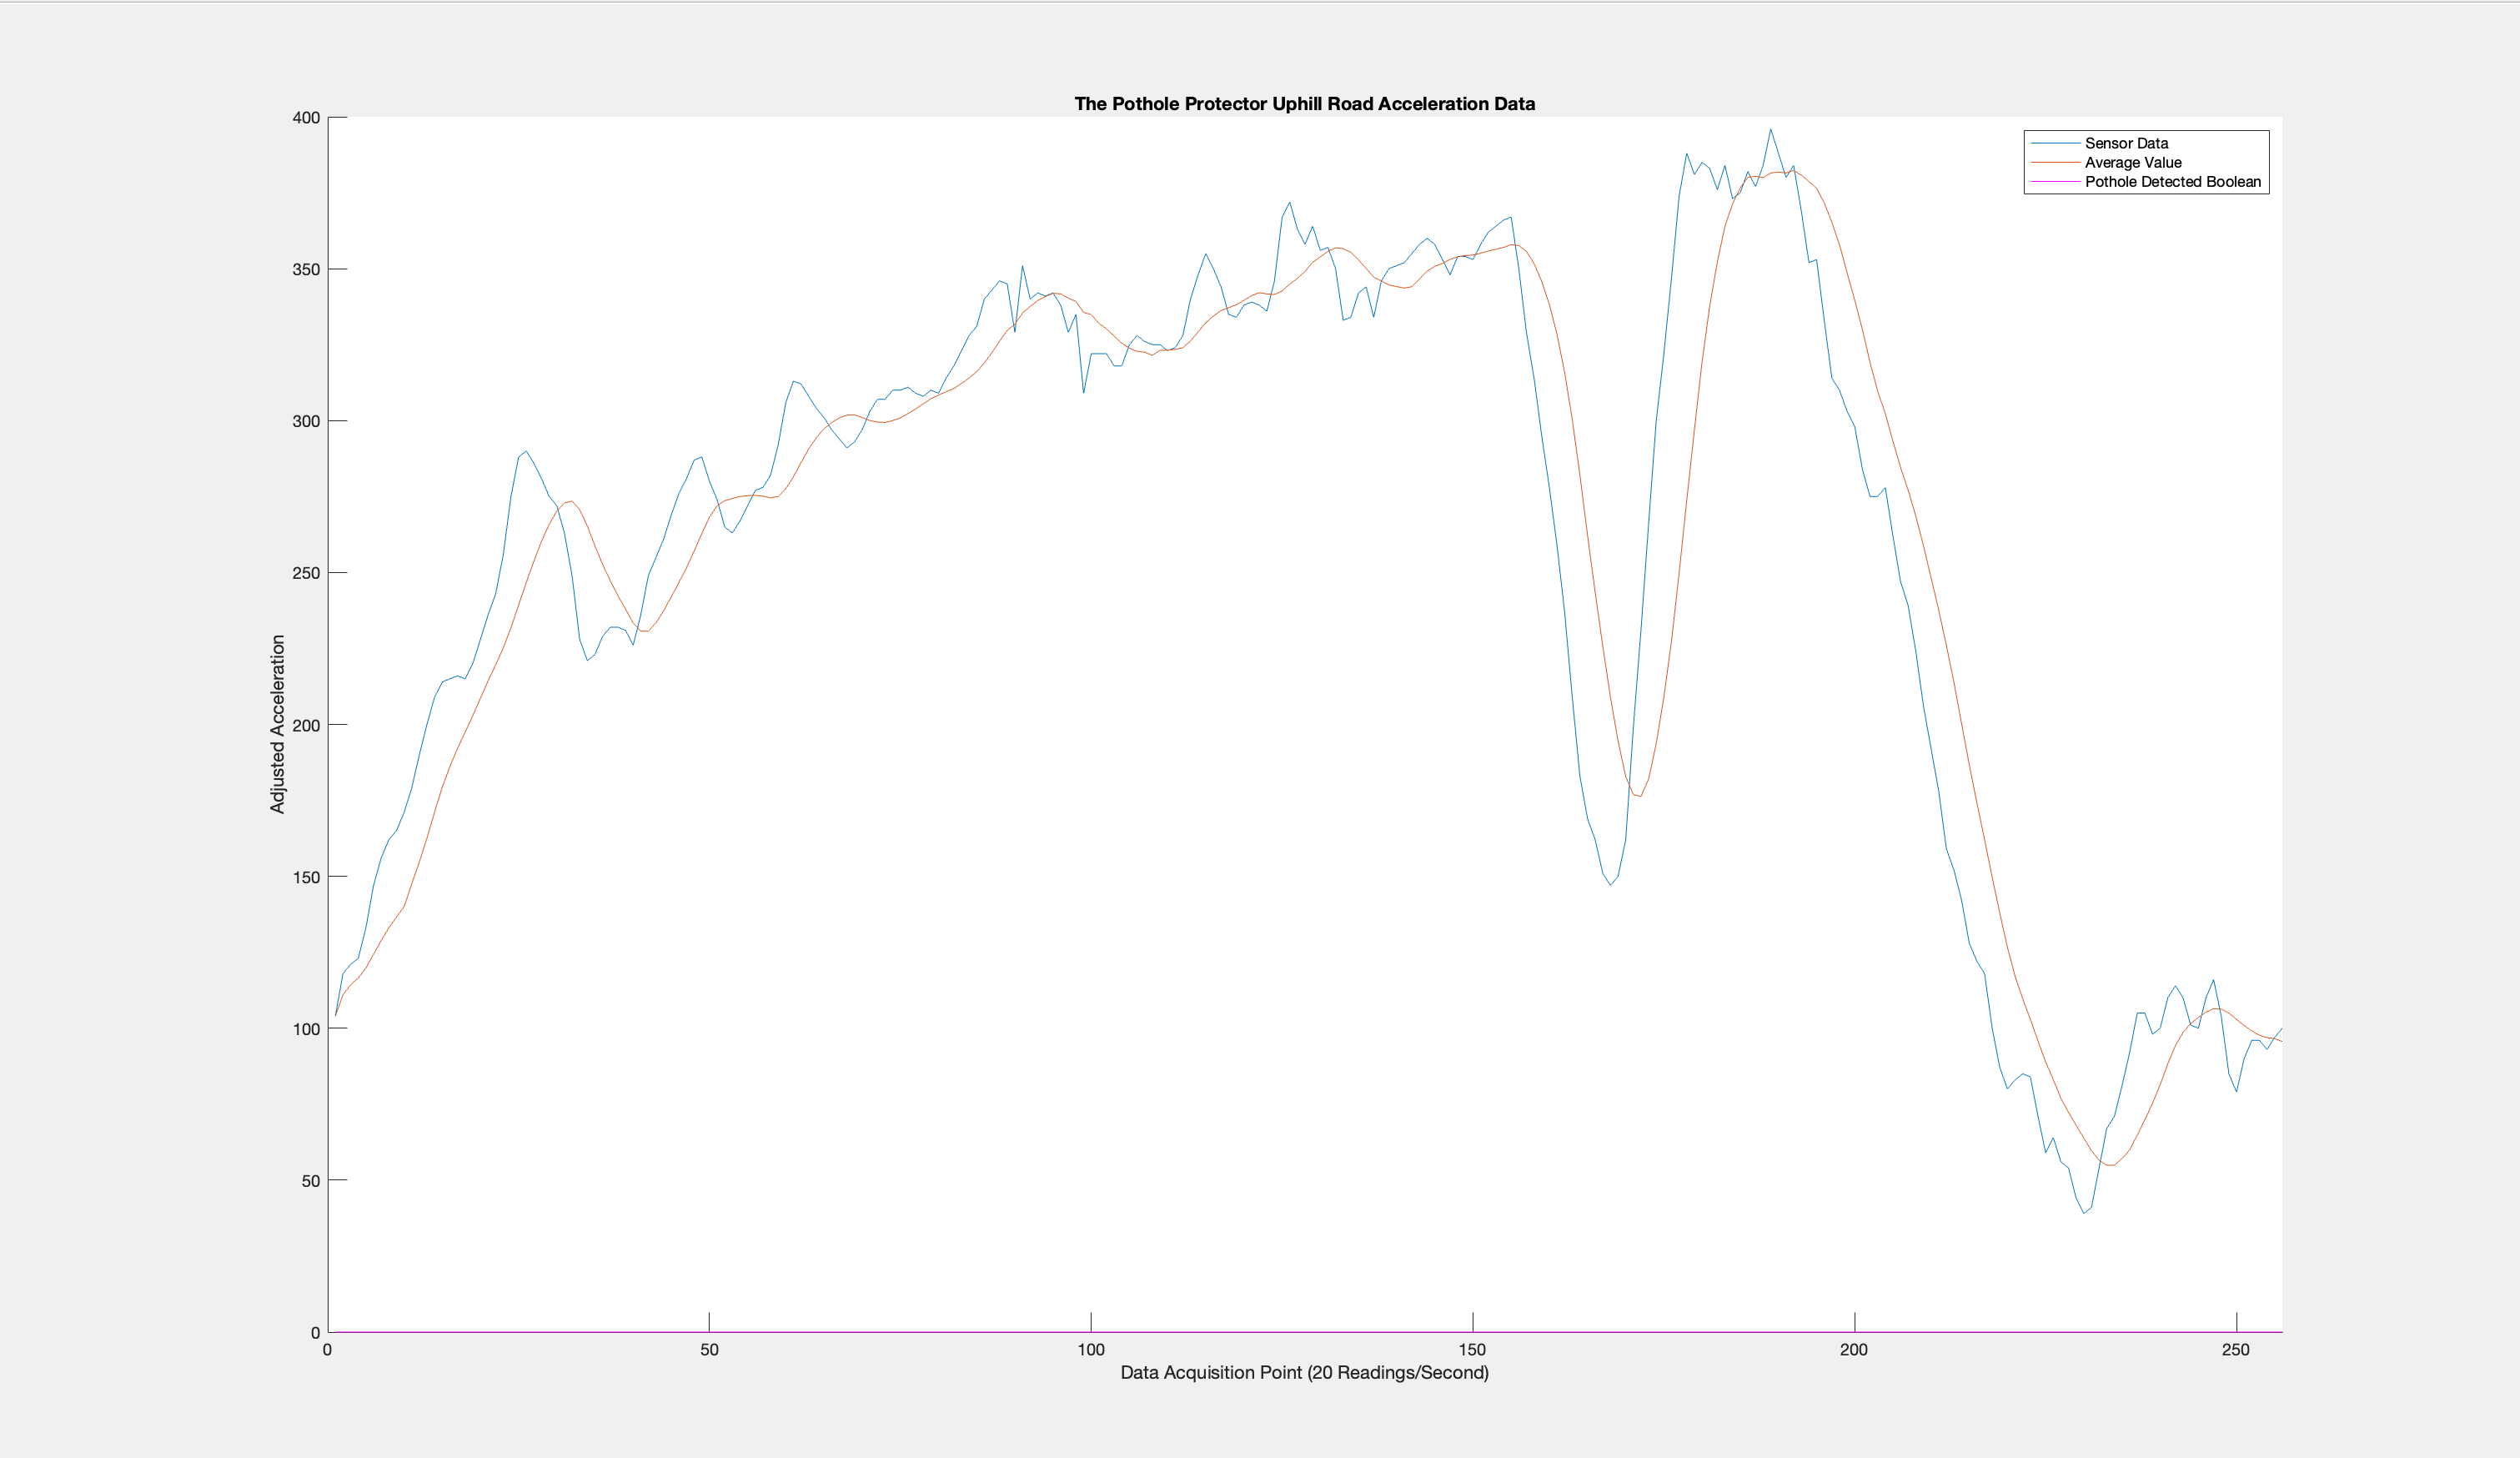 The Pothole Protector Uphill Road Acceleration Data
Sensor Data
Average Value
Pothole Detected Boolean
400
350
300
250
200
150
100
50
0
Adjusted Acceleration
0 50 100 150 200 250
Data Acquisition Point (20 Readings/Second)